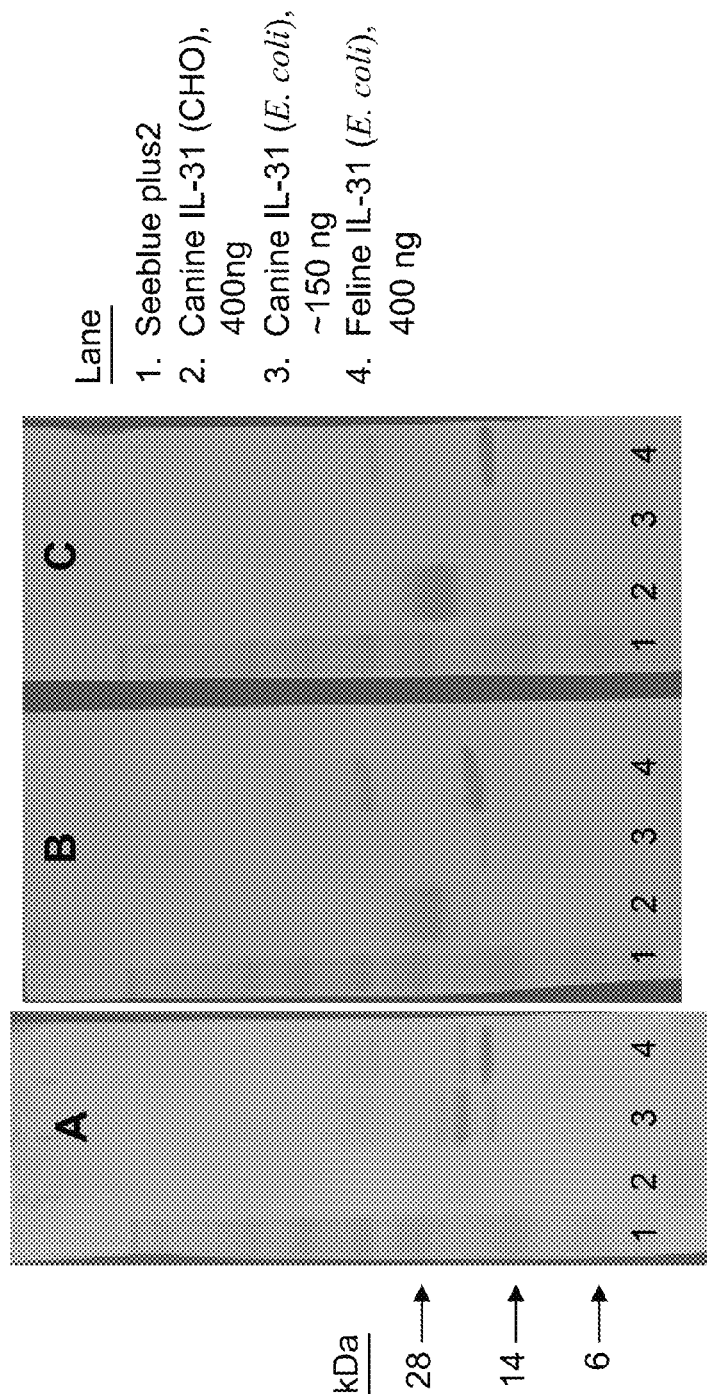 kDa
28
14
6
A
1 2 3 4
B
1 2 3 4
C
1 2 3 4
Lane
1. Seeblue plus2
2. Canine IL-31 (CHO),
400ng
3. Canine IL-31 (E. coli),
~150 ng
4. Feline IL-31 (E. coli),
400 ng